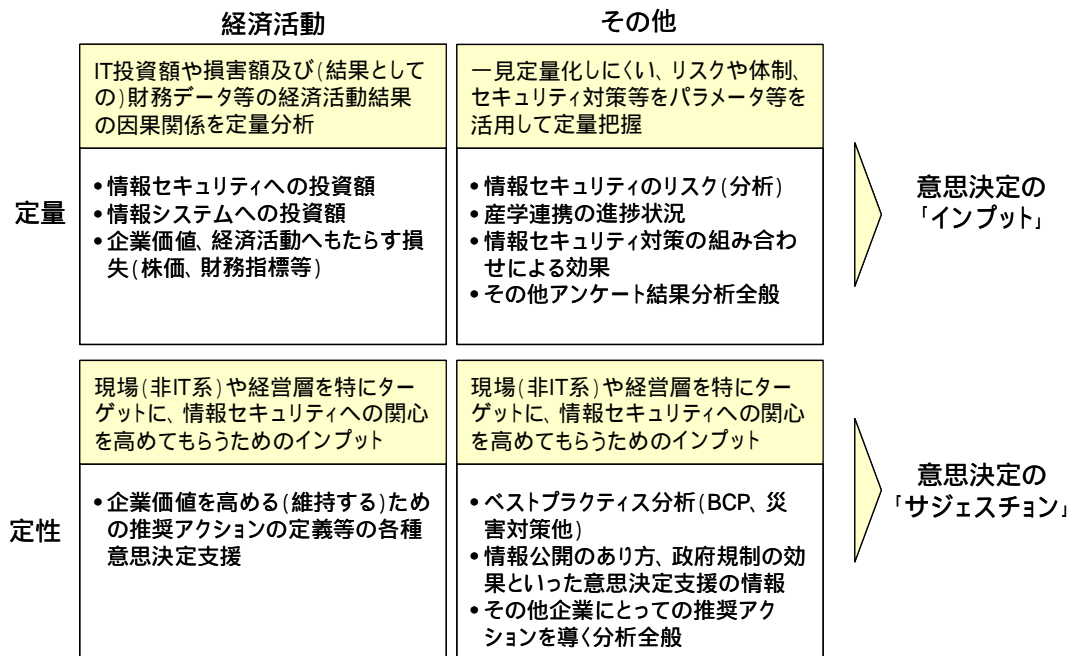 経済活動
その他
IT投資額や損害額及び(結果として
の)財務データ等の経済活動結果
の因果関係を定量分析
一見定量化しにくい、リスクや体制、
セキュリティ対策等をパラメータ等を
活用して定量把握
定量
•情報セキュリティへの投資額
•情報システムへの投資額
•企業価値、経済活動へもたらす損
失(株価、財務指標等)
•情報セキュリティのリスク(分析)
•産学連携の進捗状況
•情報セキュリティ対策の組み合わ
せによる効果
•その他アンケート結果分析全般
意思決定の
「インプット」
現場(非IT系)や経営層を特にター
ゲットに、情報セキュリティへの関心
を高めてもらうためのインプット
現場(非IT系)や経営層を特にター
ゲットに、情報セキュリティへの関心
を高めてもらうためのインプット
定性
•企業価値を高める(維持する)ため
の推奨アクションの定義等の各種
意思決定支援
•ベストプラクティス分析(BCP、災
害対策他)
•情報公開のあり方、政府規制の効
果といった意思決定支援の情報
•その他企業にとっての推奨アク
ションを導く分析全般
意思決定の
「サジェスチョン」